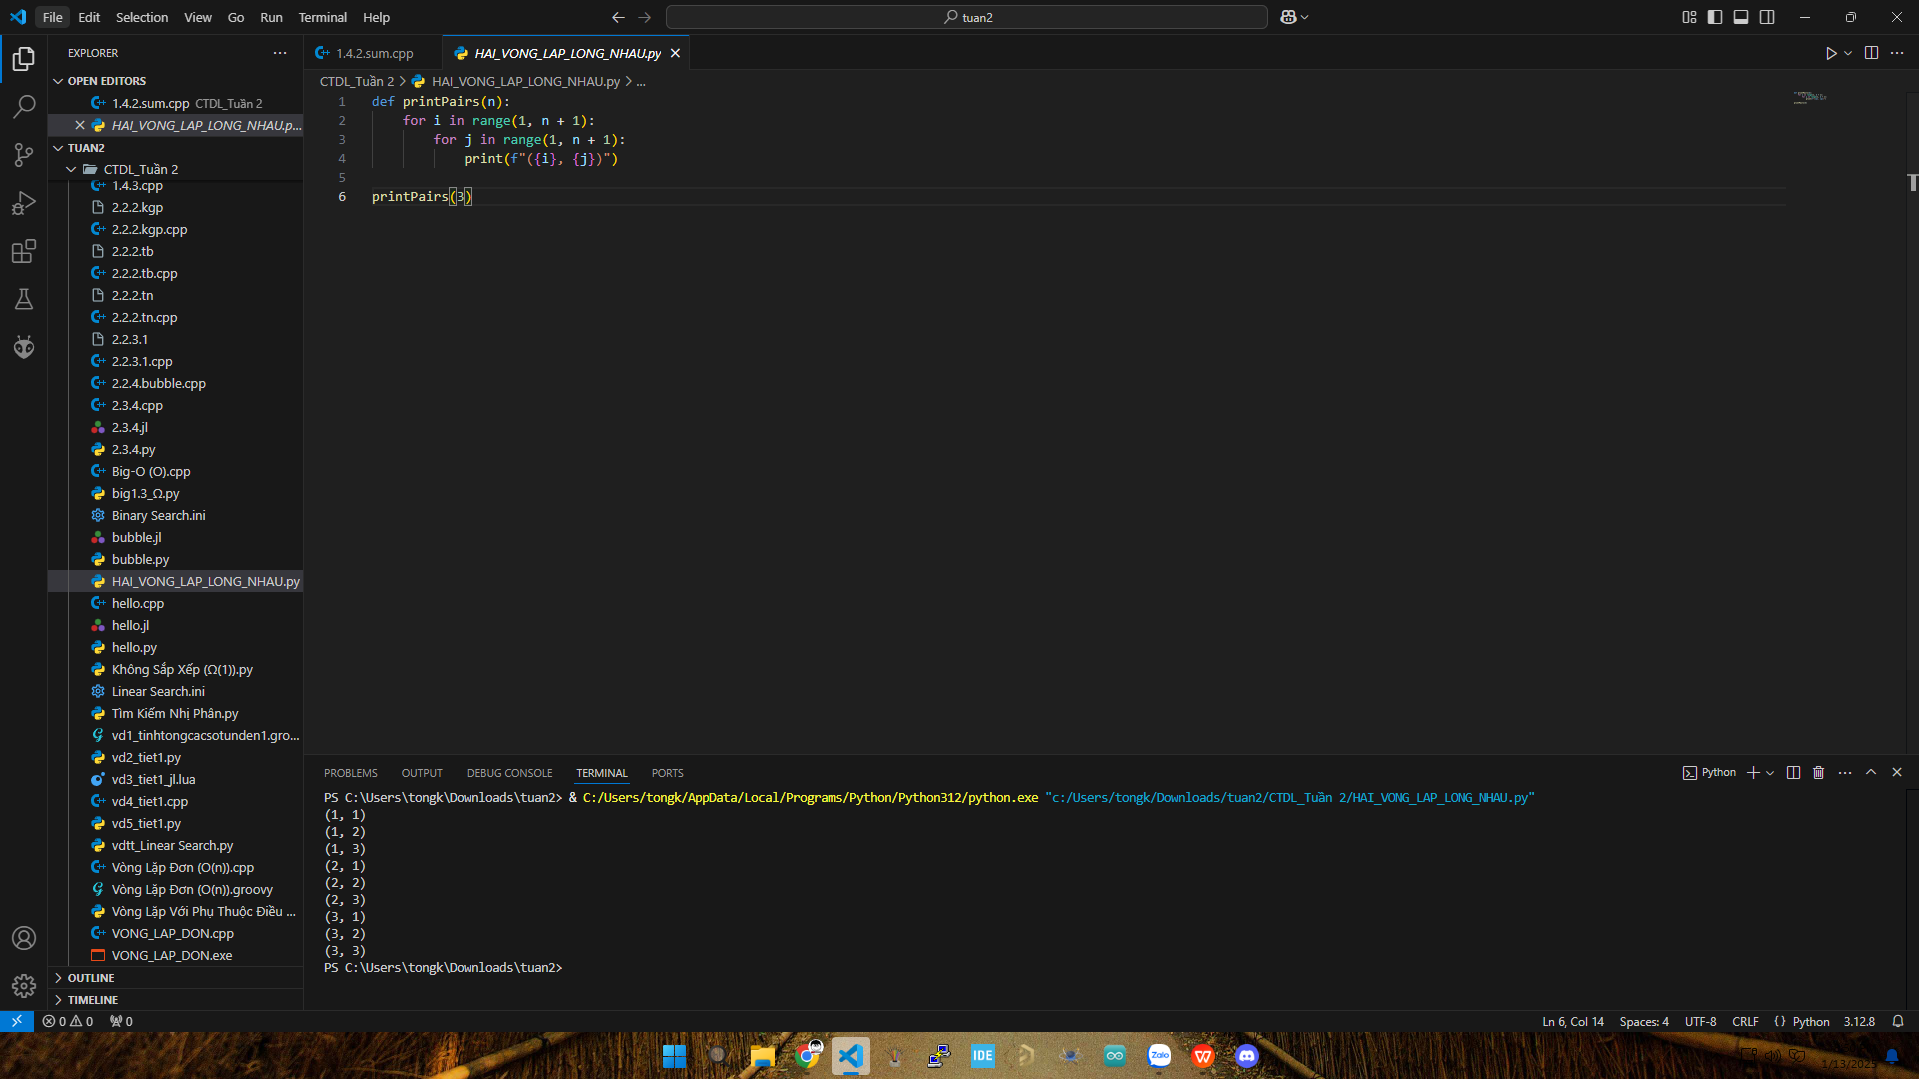 File Edit Selection View Go Run Terminal Help
tuan2
EXPLORER
OPEN EDITORS
1.4.2.sum.cpp CTDL_Tuần 2
HAI_VONG_LAP_LONG_NHAU.p...
TUAN2
CTDL_Tuần 2
1.4.3.cpp
2.2.2.kgp
2.2.2.kgp.cpp
2.2.2.tb
2.2.2.tb.cpp
2.2.2.tn
2.2.2.tn.cpp
2.2.3.1
2.2.3.1.cpp
2.2.4.bubble.cpp
2.3.4.cpp
2.3.4.jl
2.3.4.py
Big-O (O).cpp
big1.3_Ω.py
Binary Search.ini
bubble.jl
bubble.py
HAI_VONG_LAP_LONG_NHAU.py
hello.cpp
hello.jl
hello.py
Không Sắp Xếp (Ω(1)).py
Linear Search.ini
Tìm Kiếm Nhị Phân.py
vd1_tinhtongcacsotunden1.gro...
vd2_tiet1.py
vd3_tiet1_jl.lua
vd4_tiet1.cpp
vd5_tiet1.py
vdtt_Linear Search.py
Vòng Lặp Đơn (O(n)).cpp
Vòng Lặp Đơn (O(n)).groovy
Vòng Lặp Với Phụ Thuộc Điều ...
VONG_LAP_DON.cpp
VONG_LAP_DON.exe
OUTLINE
TIMELINE
1.4.2.sum.cpp HAI_VONG_LAP_LONG_NHAU.py
CTDL_Tuần 2 > HAI_VONG_LAP_LONG_NHAU.py > ...
1 def printPairs(n):
2 for i in range(1, n + 1):
3 for j in range(1, n + 1):
4 print(f"({i}, {j})")
5
6 printPairs(3)
PROBLEMS OUTPUT DEBUG CONSOLE TERMINAL PORTS
Python
PS C:\Users\tongk\Downloads\tuan2> & C:/Users/tongk/AppData/Local/Programs/Python/Python312/python.exe "c:/Users/tongk/Downloads/tuan2/CTDL_Tuần 2/HAI_VONG_LAP_LONG_NHAU.py"
(1, 1)
(1, 2)
(1, 3)
(2, 1)
(2, 2)
(2, 3)
(3, 1)
(3, 2)
(3, 3)
PS C:\Users\tongk\Downloads\tuan2>
0 0 0
Ln 6, Col 14 Spaces: 4 UTF-8 CRLF {} Python 3.12.8
IDE
Zalo